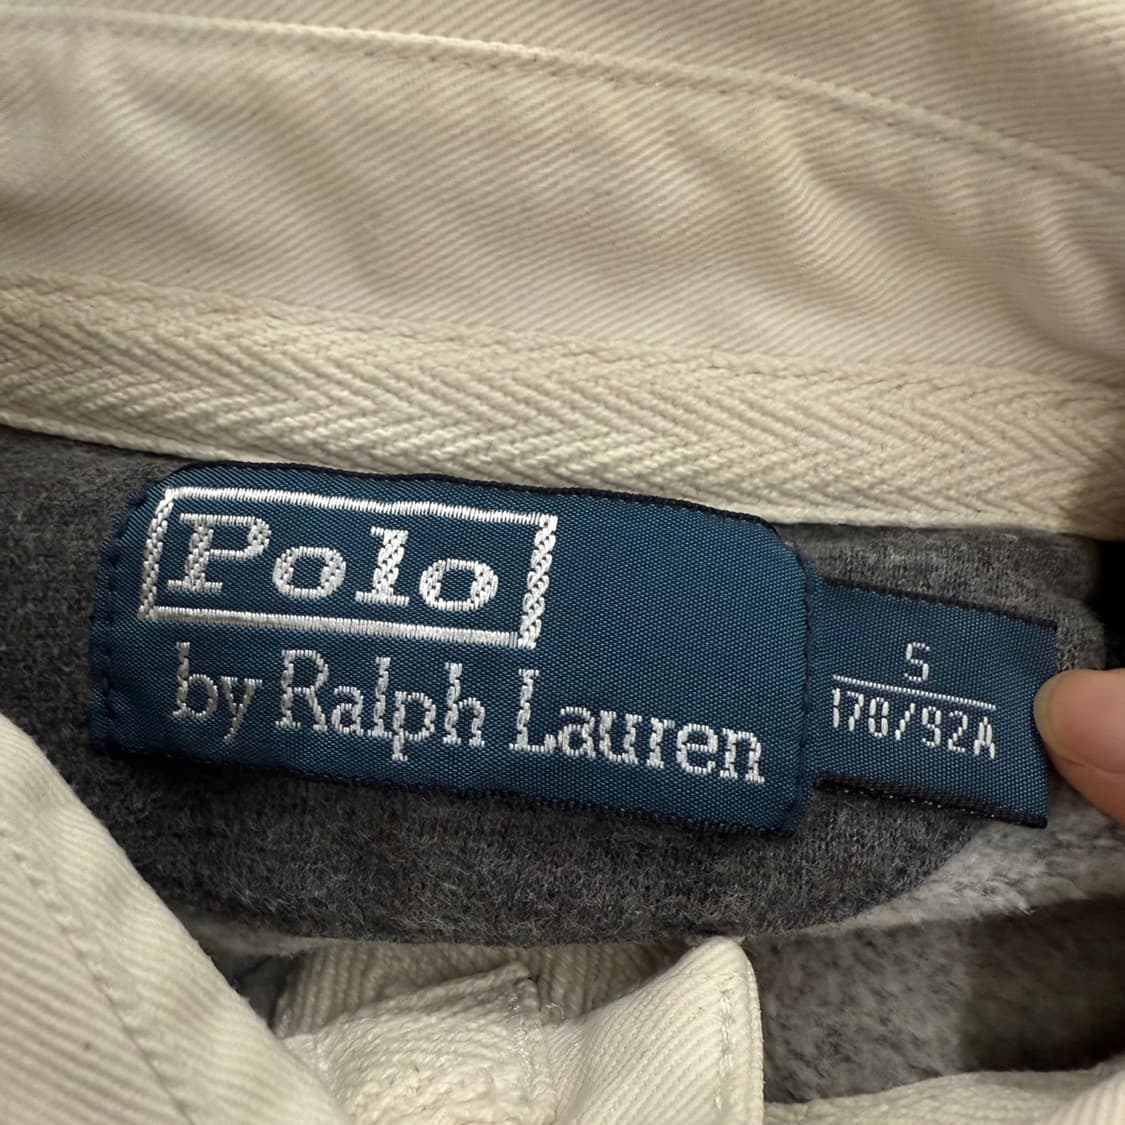 Polo
by Ralph Lauren
S
170/92A